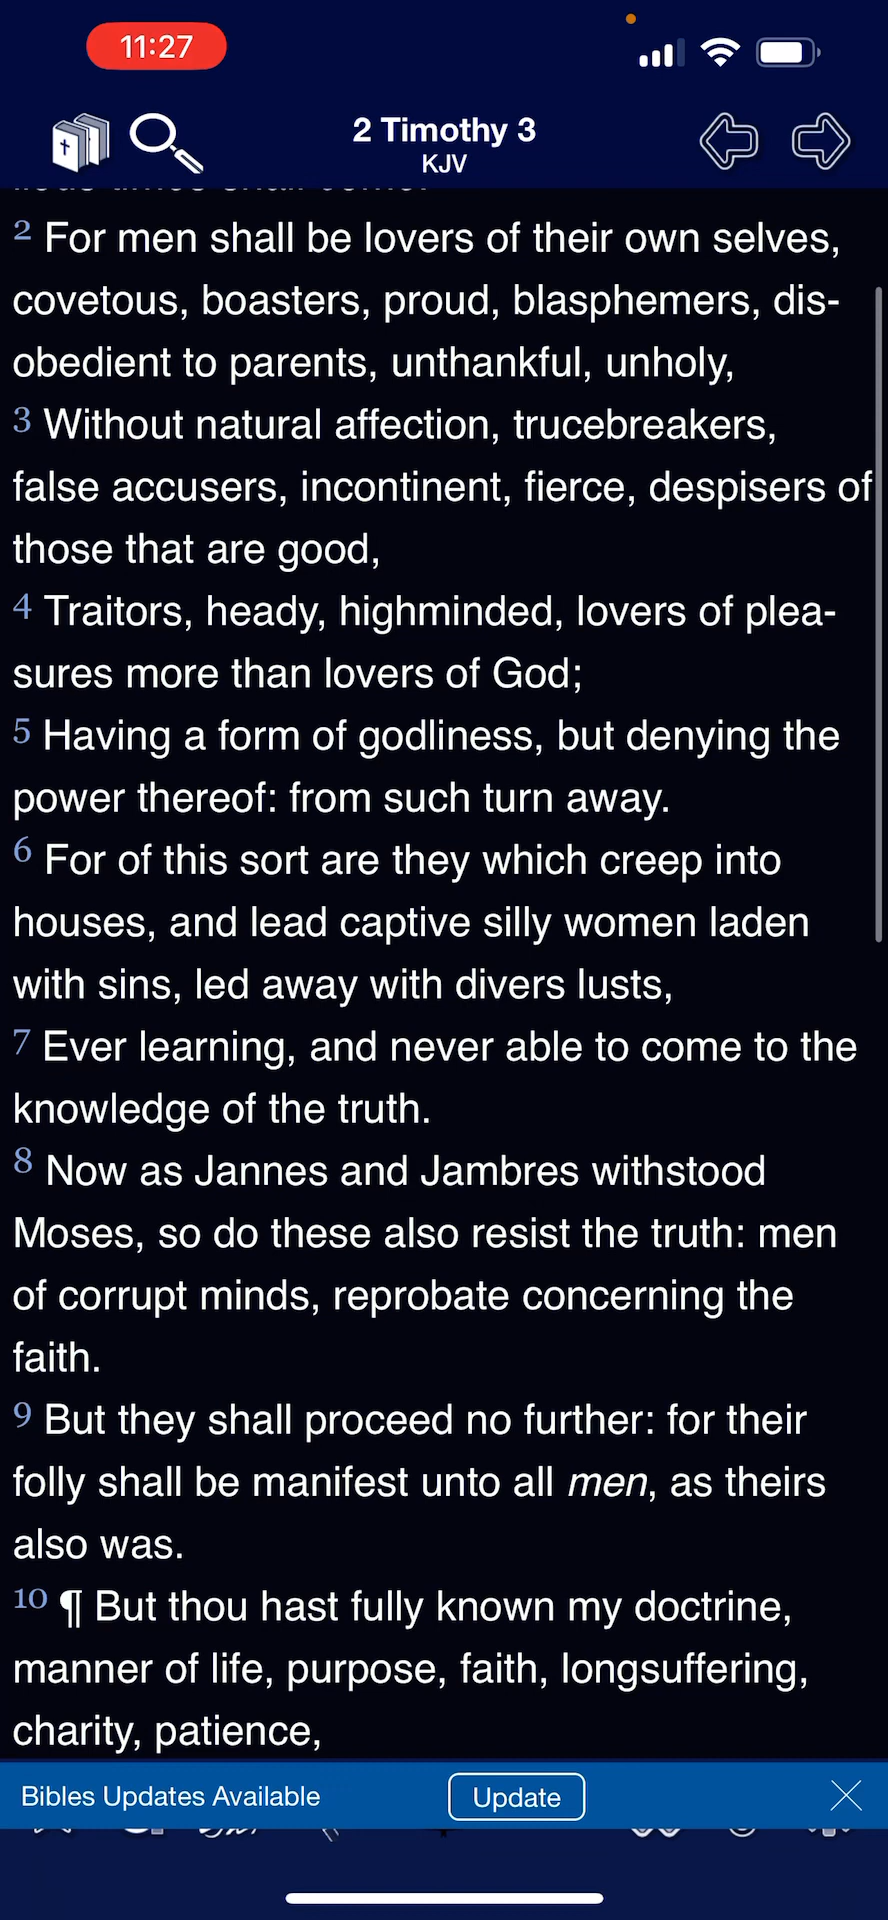 11:27
2 Timothy 3
KJV
2 For men shall be lovers of their own selves,
covetous, boasters, proud, blasphemers, dis-
obedient to parents, unthankful, unholy,
3 Without natural affection, trucebreakers,
false accusers, incontinent, fierce, despisers of
those that are good,
4 Traitors, heady, highminded, lovers of plea-
sures more than lovers of God;
5 Having a form of godliness, but denying the
power thereof: from such turn away.
6 For of this sort are they which creep into
houses, and lead captive silly women laden
with sins, led away with divers lusts,
7 Ever learning, and never able to come to the
knowledge of the truth.
8 Now as Jannes and Jambres withstood
Moses, so do these also resist the truth: men
of corrupt minds, reprobate concerning the
faith.
9 But they shall proceed no further: for their
folly shall be manifest unto all men, as theirs
also was.
10 ¶ But thou hast fully known my doctrine,
manner of life, purpose, faith, longsuffering,
charity, patience,
Bibles Updates Available Update